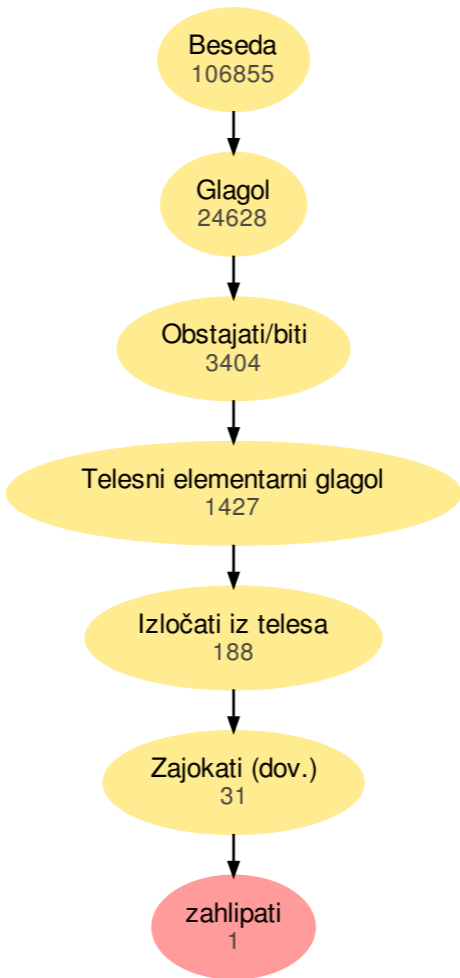 Beseda
106855
Glagol
24628
Obstajati/biti
3404
Telesni elementarni glagol
1427
Izločati iz telesa
188
Zajokati (dov.)
31
zahlipati
1